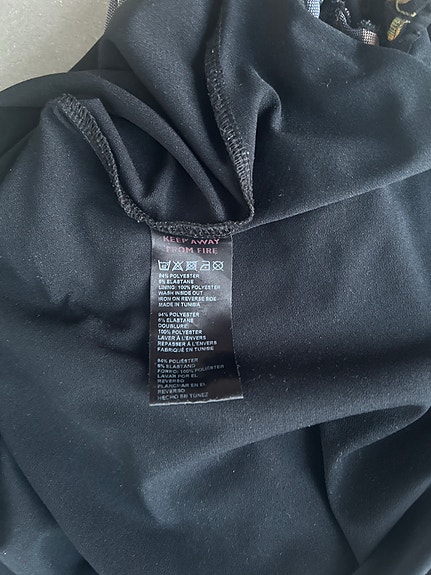 KEEP AWAY
FROM FIRE
94% POLYESTER
6% ELASTANE
LINING: 100% POLYESTER
WASH INSIDE OUT
IRON ON REVERSE SIDE
MADE IN TUNISIA
94% POLYESTER
6% ELASTANE
DOUBLURE:
100% POLYESTER
LAVER À L'ENVERS
REPASSER À L'ENVERS
FABRIQUÉ EN TUNISIE
94% POLIÉSTER
6% ELASTANO
FORRO: 100% POLIÉSTER
LAVAR POR EL
REVERSO
PLANCHAR EN EL
REVERSO
HECHO EN TÚNEZ